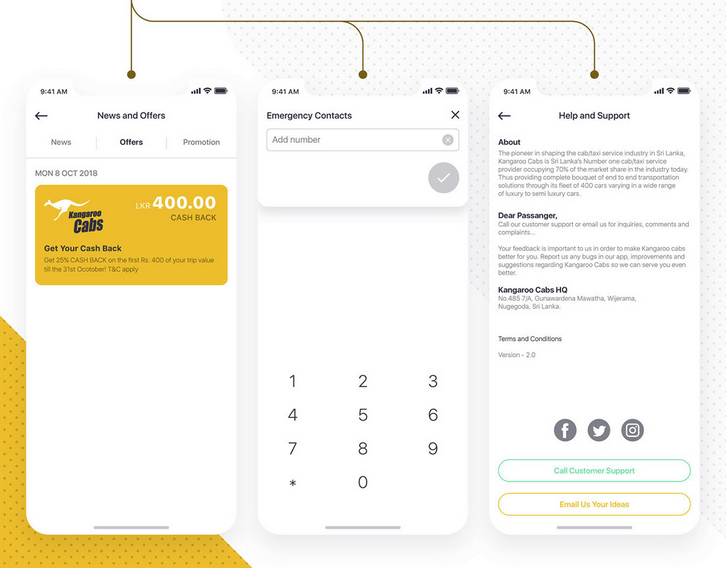 9:41 AM
News and Offers
News
Offers
Promotion
MON 8 OCT 2018
Kangaroo
Cabs
LKR 400.00
CASH BACK
Get Your Cash Back
Get 25% CASH BACK on the first Rs. 400 of your trip value
till the 31st Ocotober! T&C apply
9:41 AM
Emergency Contacts
Add number
1 2 3
4 5 6
7 8 9
* 0
9:41 AM
Help and Support
About
The pioneer in shaping the cab/taxi service industry in Sri Lanka,
Kangaroo Cabs is Sri Lanka's Number one cab/taxi service
provider occupying 70% of the market share in the industry today.
Thus providing complete bouquet of end to end transportation
solutions through its fleet of 400 cars varying in a wide range
of luxury to semi luxury cars.
Dear Passanger,
Call our customer support or email us for inquiries, comments and
complaints...
Your feedback is important to us in order to make Kangaroo cabs
better for you. Report us any bugs in our app, improvements and
suggestions regarding Kangaroo Cabs so we can serve you even
better.
Kangaroo Cabs HQ
No.485 7/A, Gunawardena Mawatha, Wijerama,
Nugegoda, Sri Lanka.
Terms and Conditions
Version - 2.0
Call Customer Support
Email Us Your Ideas